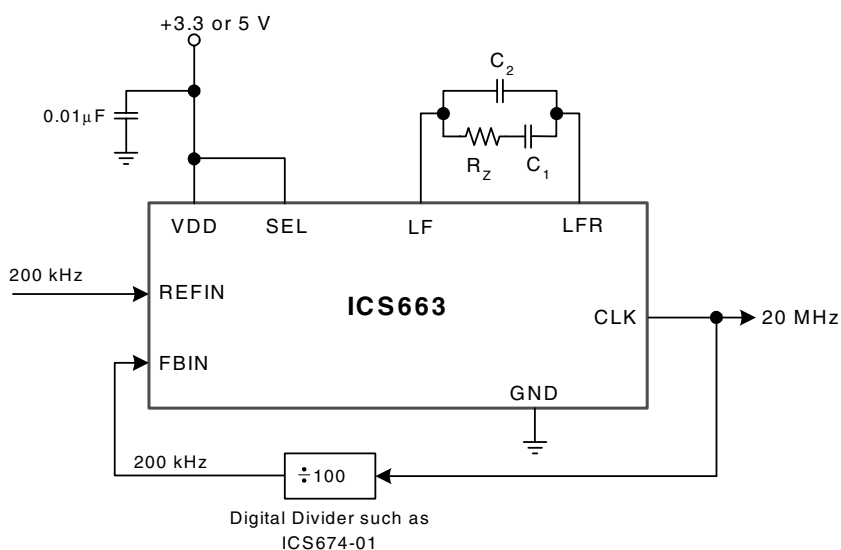 +3.3 or 5 V
C2
0.01μF
RZ
C1
VDD
SEL
LF
LFR
200 kHz
REFIN
ICS663
CLK
20 MHz
FBIN
GND
200 kHz
÷100
Digital Divider such as
ICS674-01